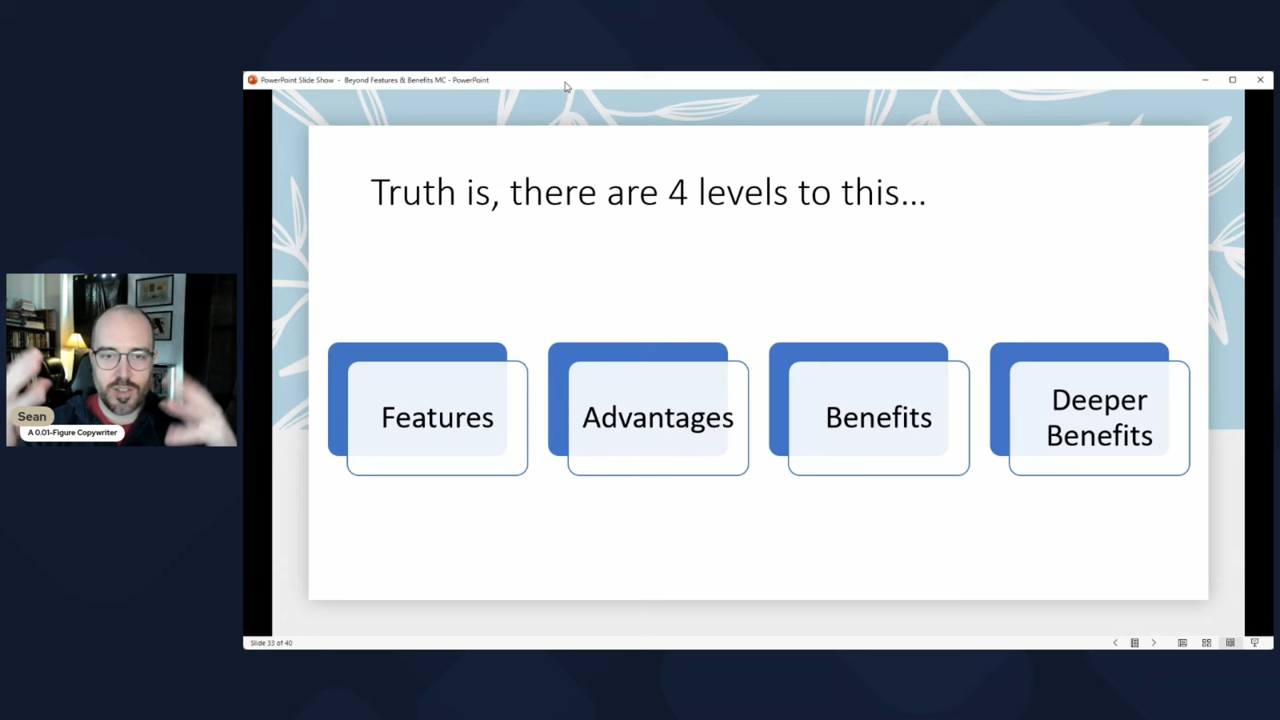 PowerPoint Slide Show - Beyond Features & Benefits MC - PowerPoint
Truth is, there are 4 levels to this...
Features
Advantages
Benefits
Deeper
Benefits
Sean
A 0.01-Figure Copywriter
Slide 33 of 40